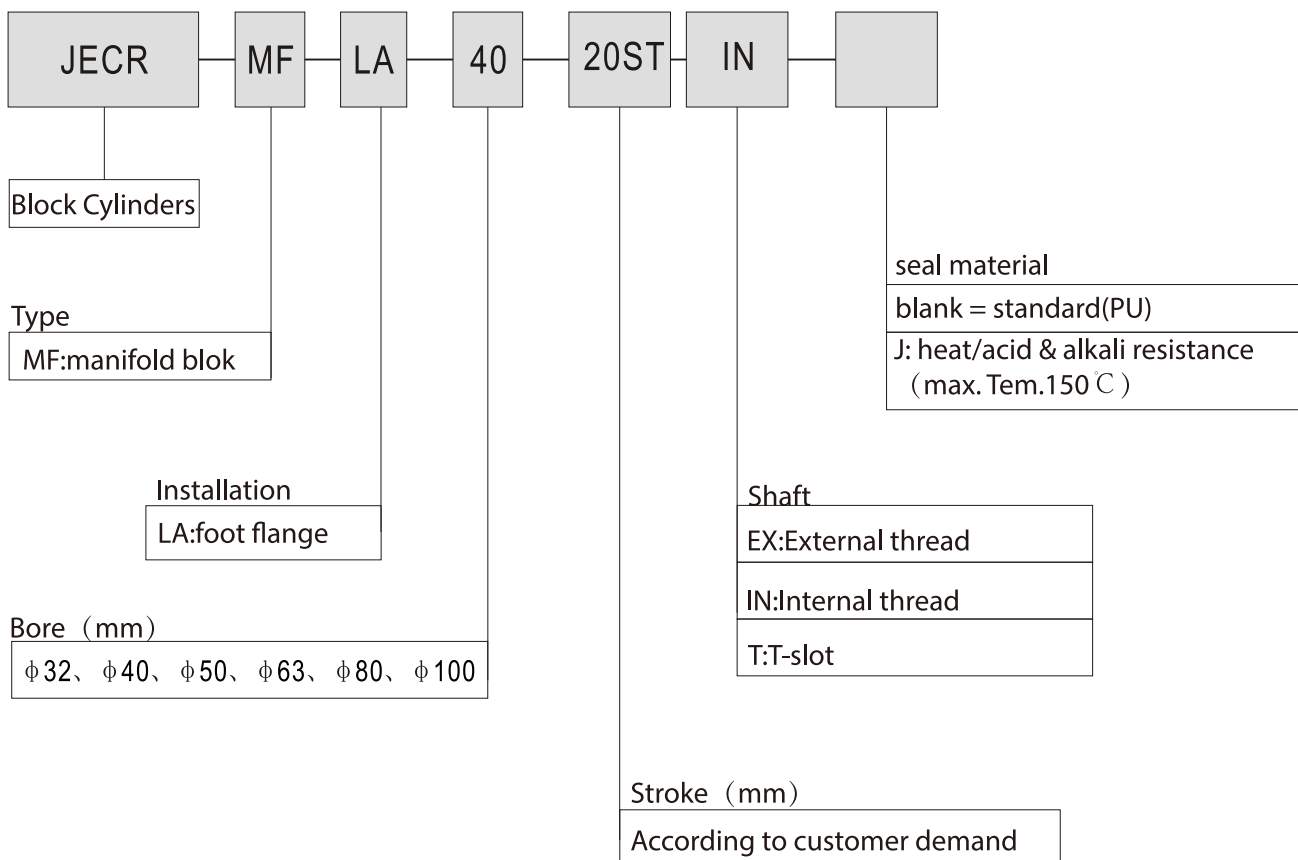 JECR MF LA 40 20ST IN
Block Cylinders
seal material
blank = standard(PU)
J: heat/acid & alkali resistance
（max. Tem.150℃）
Type
MF:manifold blok
Installation
LA:foot flange
Shaft
EX:External thread
IN:Internal thread
T:T-slot
Bore（mm）
φ32、φ40、φ50、φ63、φ80、φ100
Stroke（mm）
According to customer demand